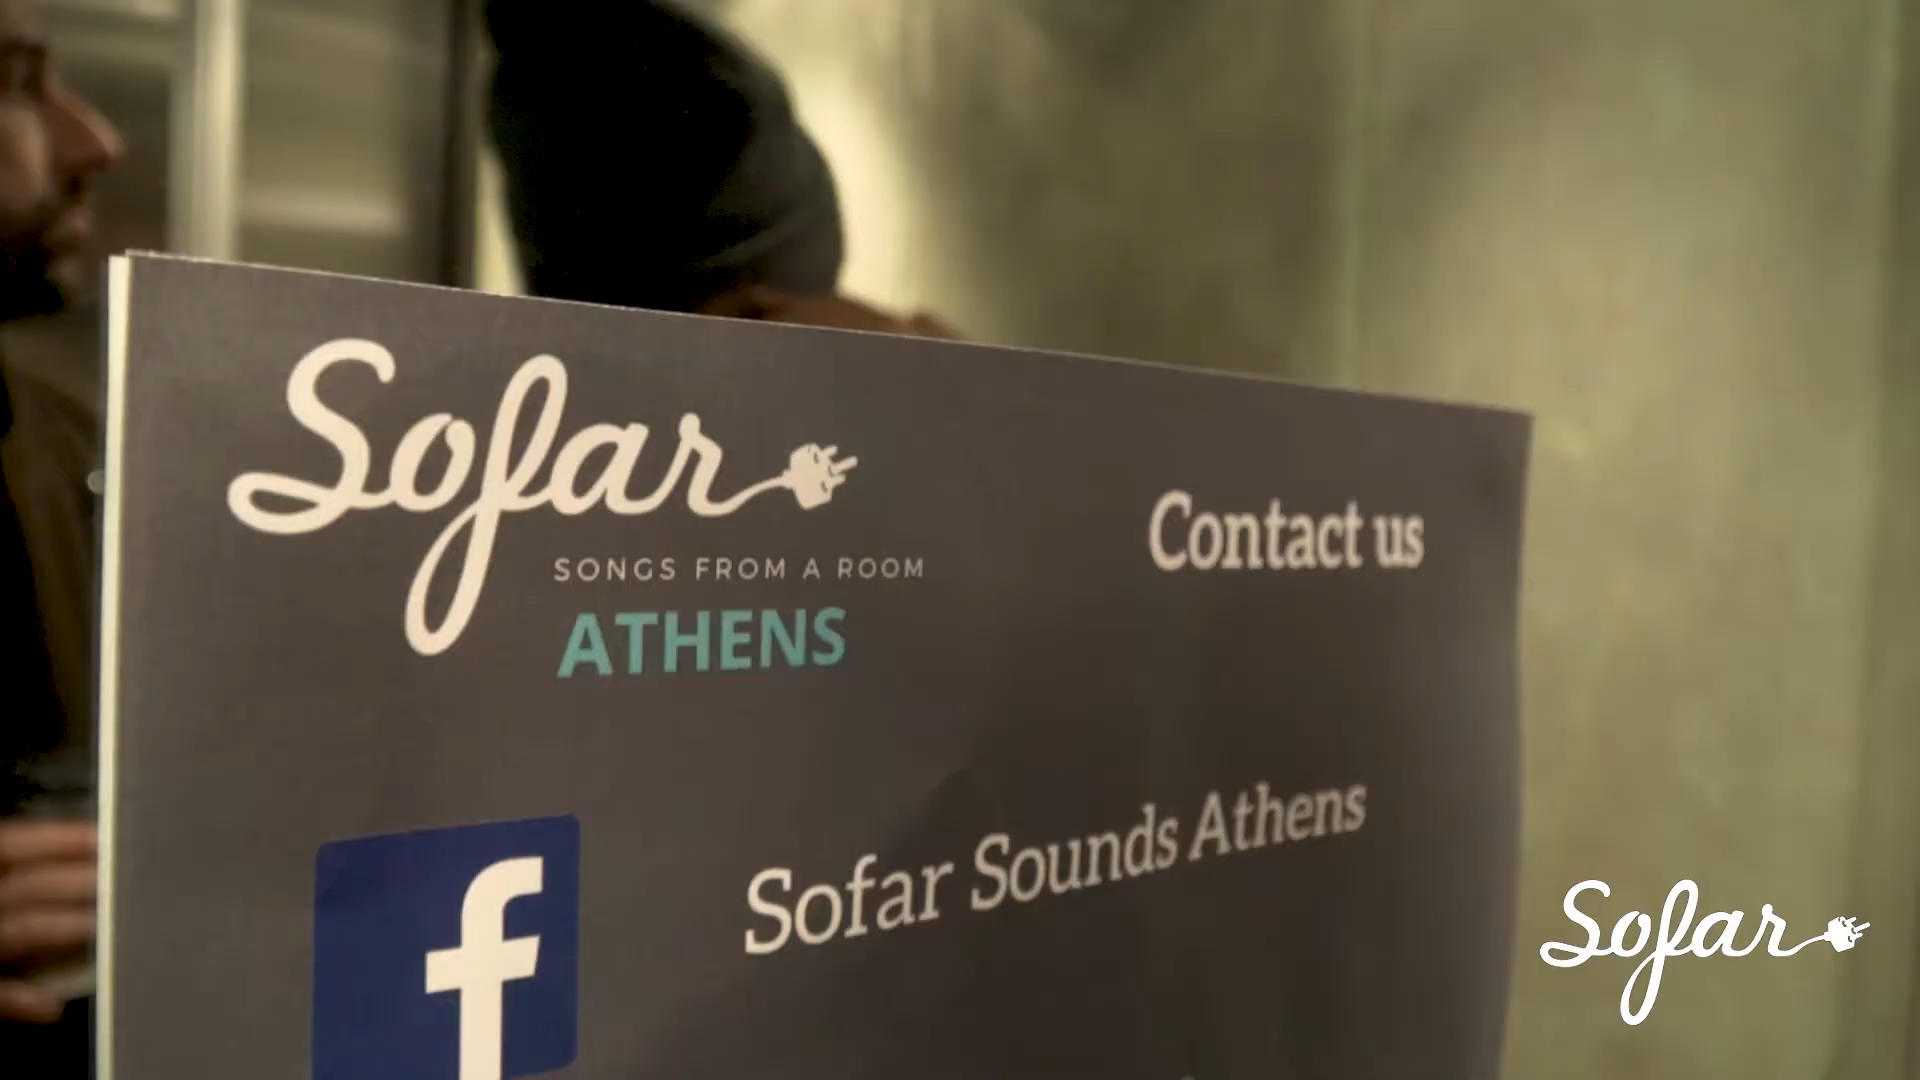 Sofar
SONGS FROM A ROOM
ATHENS
Contact us
f
Sofar Sounds Athens
Sofar